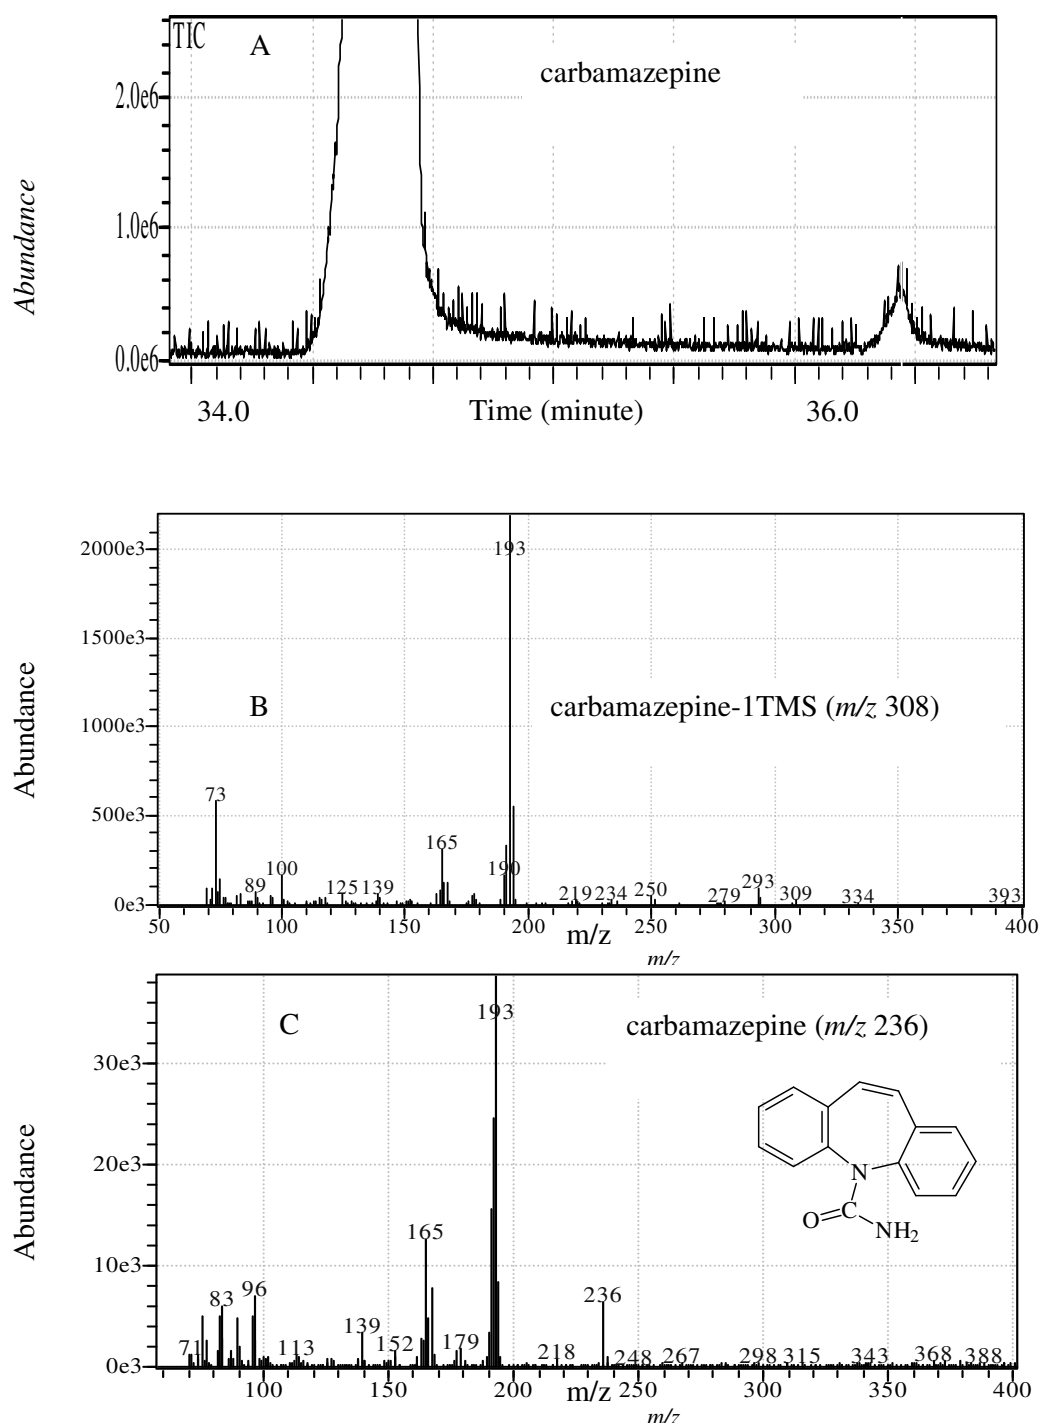 TIC
A
carbamazepine
Abundance
2.0e6
1.0e6
0.0e6
34.0
Time (minute)
36.0
Abundance
2000e3
1500e3
1000e3
500e3
0e3
B
carbamazepine-1TMS (m/z 308)
193
73
89
100
125
139
165
190
219
234
250
279
293
309
334
393
50
100
150
200
250
300
350
400
m/z
m/z
Abundance
30e3
20e3
10e3
0e3
C
carbamazepine (m/z 236)
193
71
83
96
113
139
152
165
179
218
236
248
267
298
315
343
368
388
N
O
C
NH2
100
150
200
250
300
350
400
m/z
m/z